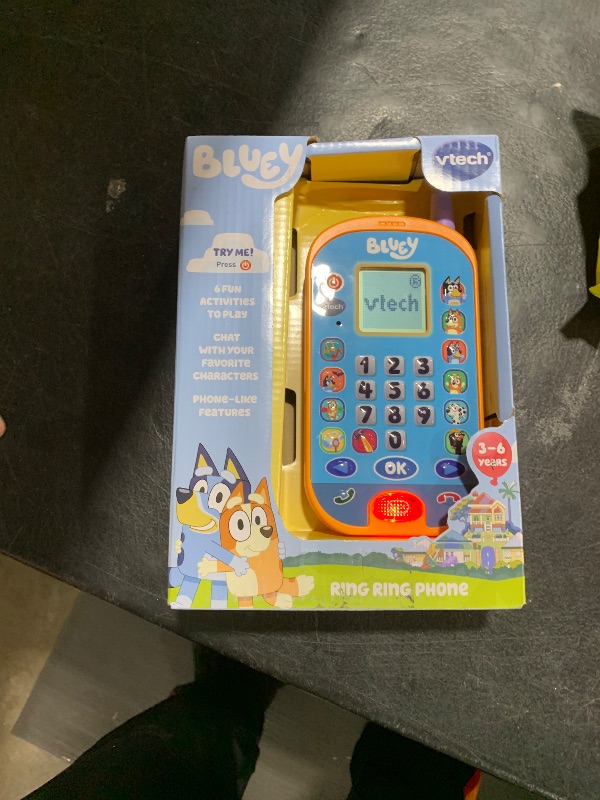 BLUEY
vtech
TRY ME!
Press
6 FUN
ACTIVITIES
TO PLAY
CHAT
WITH YOUR
FAVORITE
CHARACTERS
PHONE-LIKE
FEATURES
BLUEY
vtech
vtech
1 2 3
4 5 6
7 8 9
0
OK
3-6
YEARS
RING RING PHONE